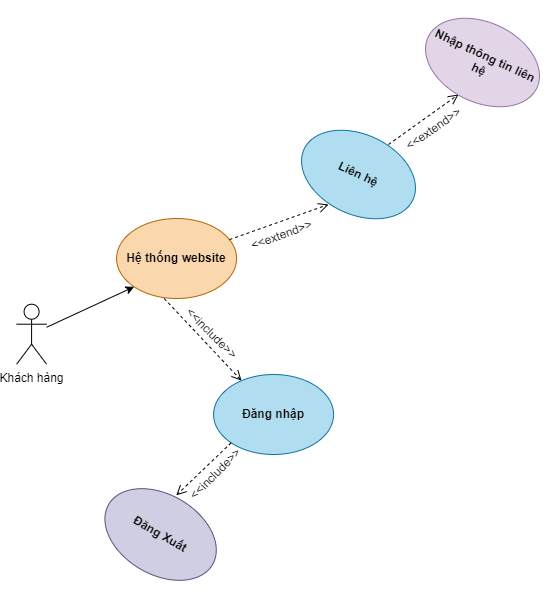 Nhập thông tin liên
hệ
<<extend>>
Liên hệ
<<extend>>
Hệ thống website
<<include>>
Khách hàng
Đăng nhập
<<include>>
Đăng Xuất